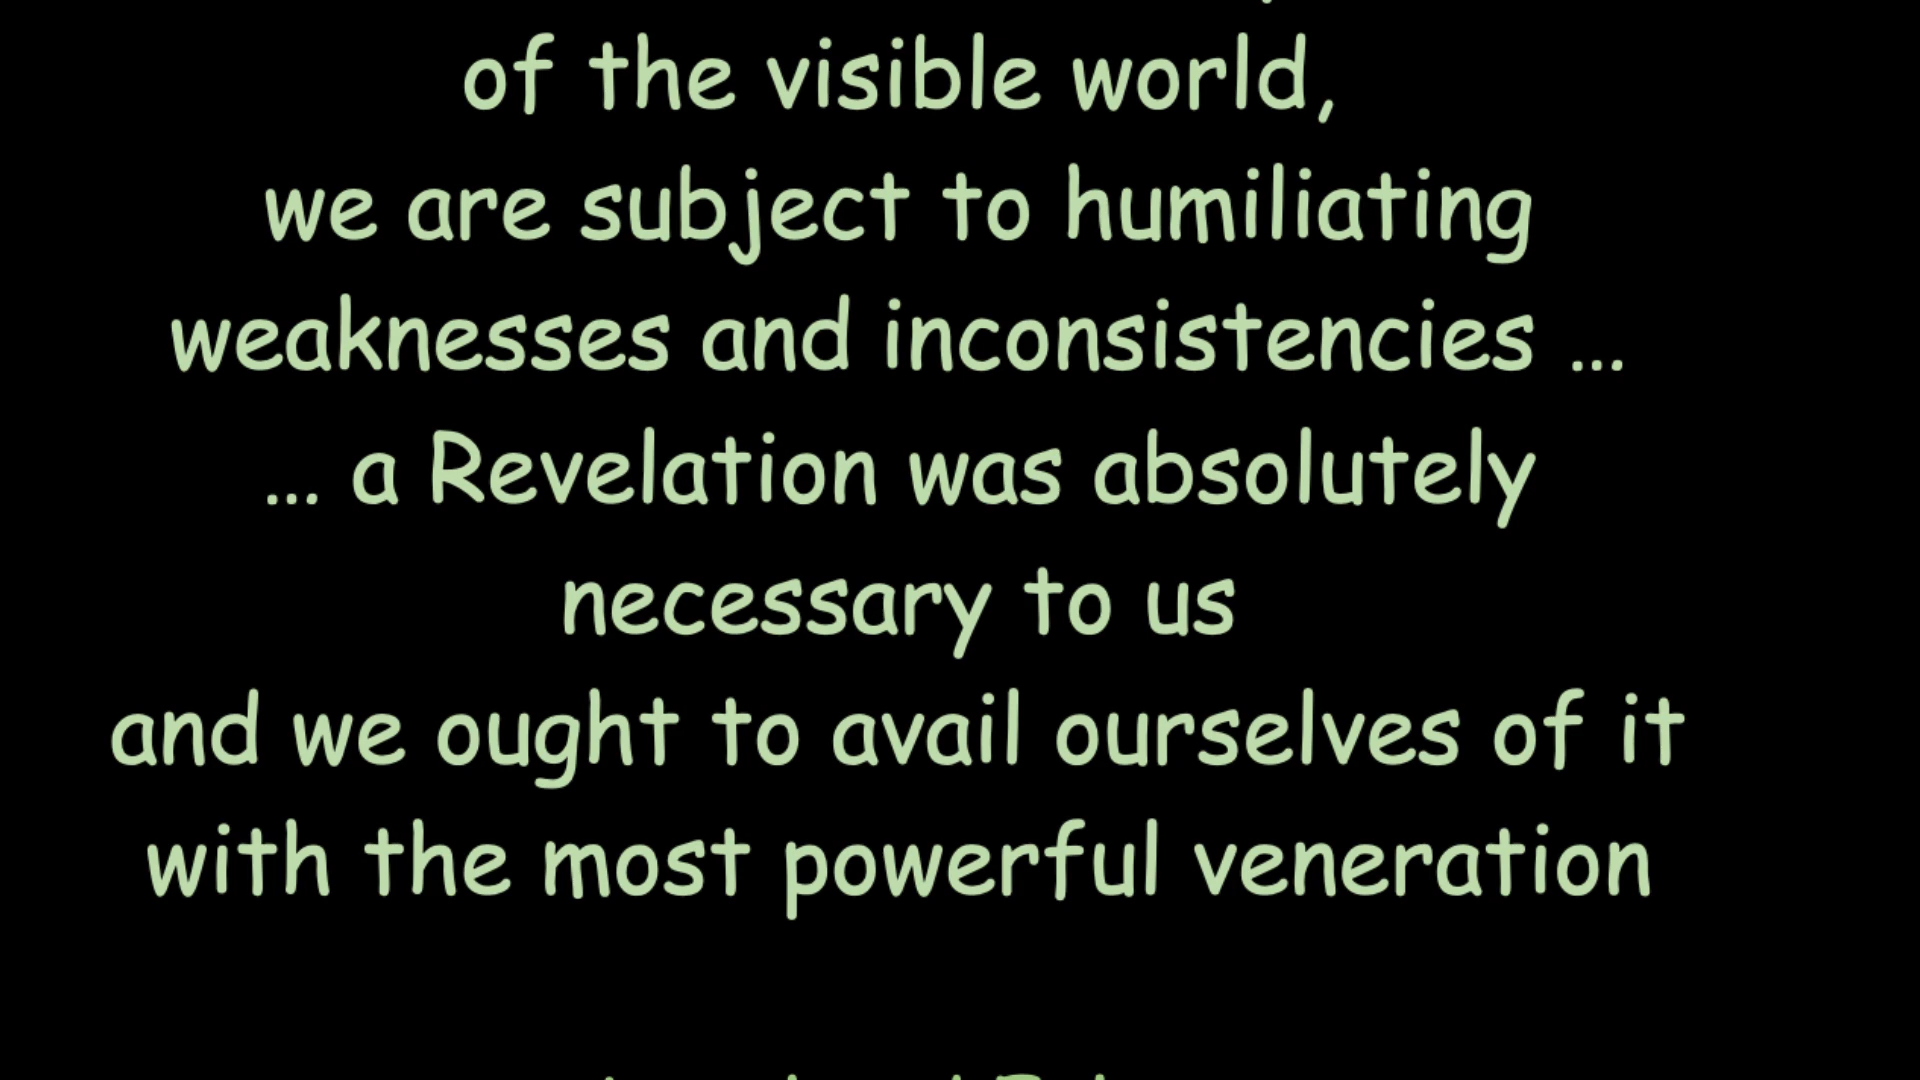 of the visible world,
we are subject to humiliating
weaknesses and inconsistencies ...
... a Revelation was absolutely
necessary to us
and we ought to avail ourselves of it
with the most powerful veneration